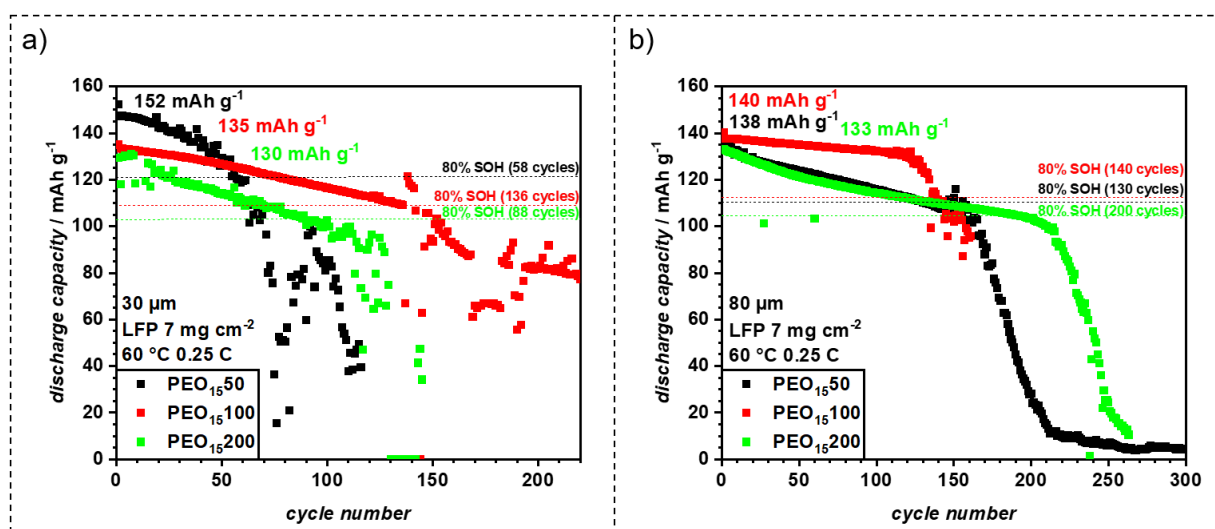 a)
152 mAh g⁻¹
135 mAh g⁻¹
130 mAh g⁻¹
80% SOH (58 cycles)
80% SOH (136 cycles)
80% SOH (88 cycles)
30 µm
LFP 7 mg cm⁻²
60 °C 0.25 C
PEO₁₅50
PEO₁₅100
PEO₁₅200
discharge capacity / mAh g⁻¹
160
140
120
100
80
60
40
20
0
0 50 100 150 200
cycle number
b)
140 mAh g⁻¹
138 mAh g⁻¹
133 mAh g⁻¹
80% SOH (140 cycles)
80% SOH (130 cycles)
80% SOH (200 cycles)
80 µm
LFP 7 mg cm⁻²
60 °C 0.25 C
PEO₁₅50
PEO₁₅100
PEO₁₅200
discharge capacity / mAh g⁻¹
160
140
120
100
80
60
40
20
0
0 50 100 150 200 250 300
cycle number